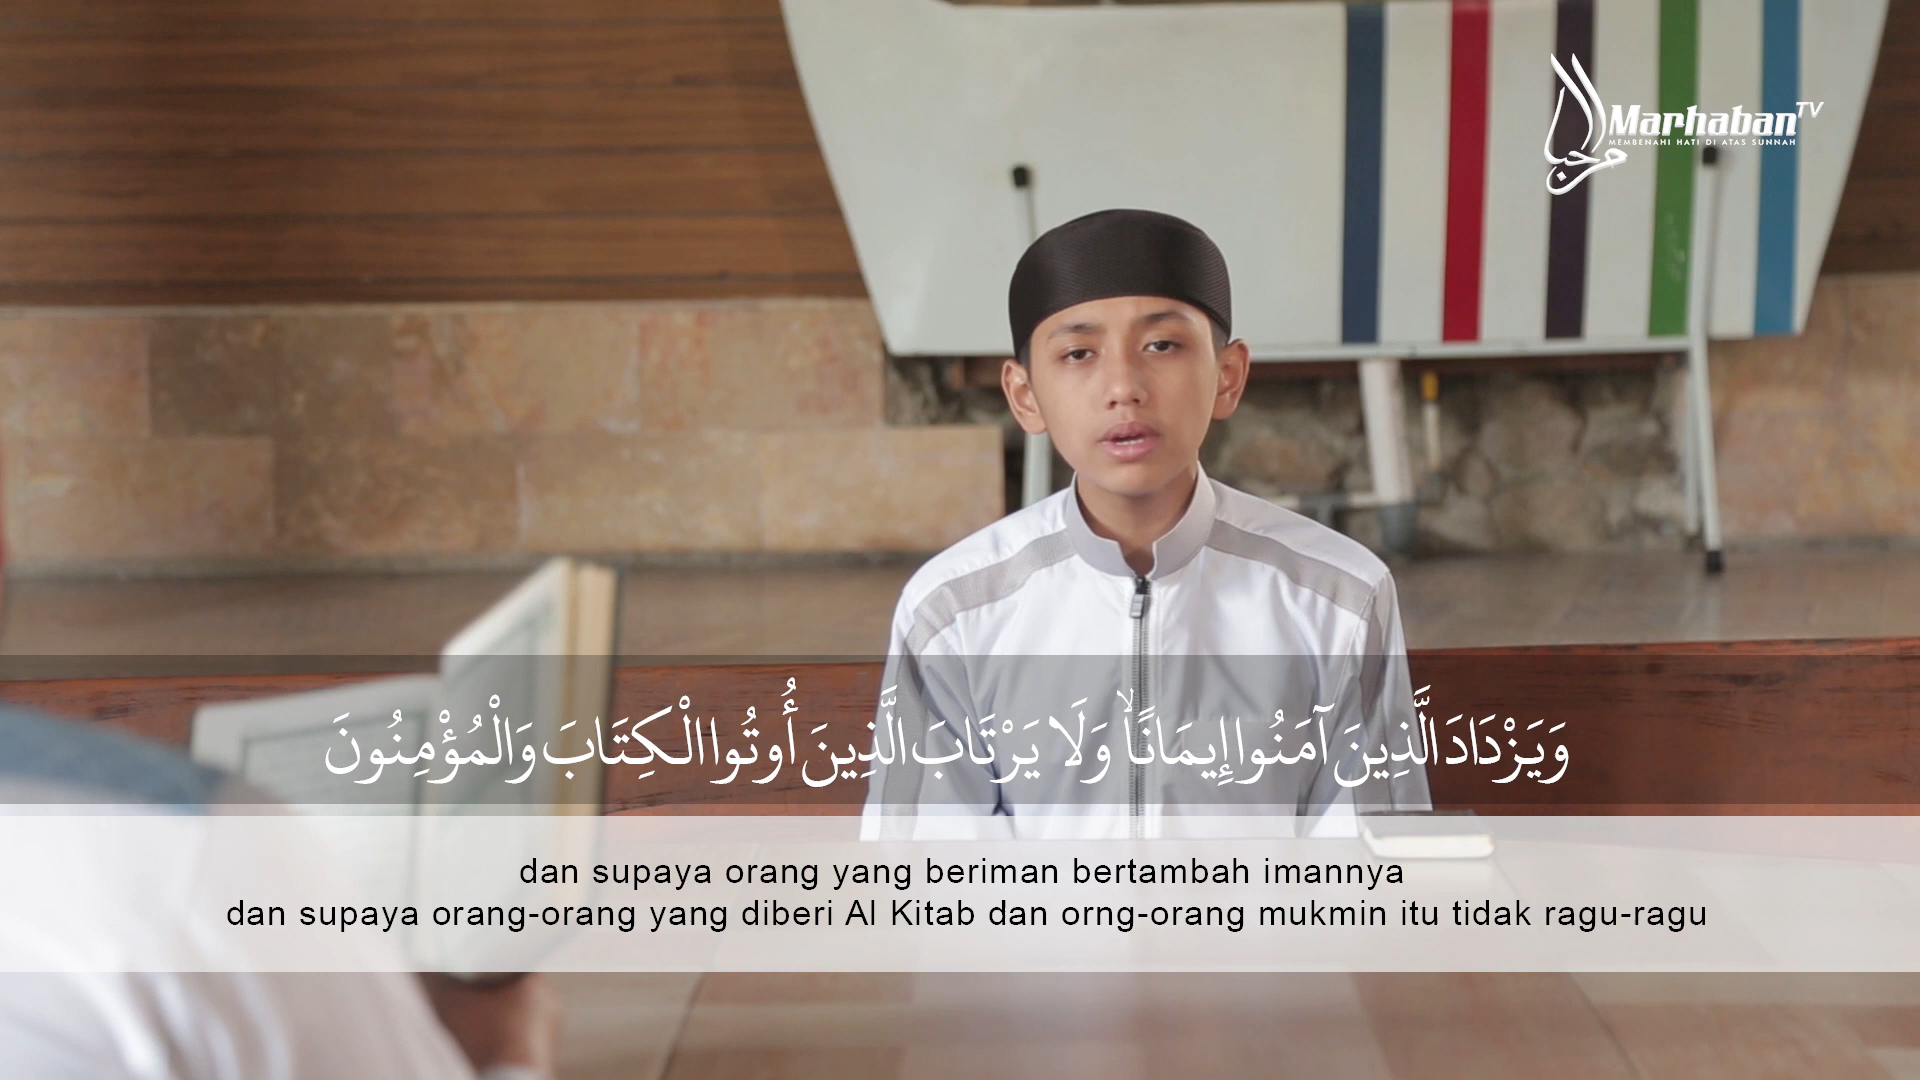 Marhaban TV
MEMBENAHI HATI DI ATAS SUNNAH
مرحبا
وَيَزْدَادَ الَّذِينَ آمَنُوا إِيمَانًا ۙ وَلَا يَرْتَابَ الَّذِينَ أُوتُوا الْكِتَابَ وَالْمُؤْمِنُونَ
dan supaya orang yang beriman bertambah imannya
dan supaya orang-orang yang diberi Al Kitab dan orng-orang mukmin itu tidak ragu-ragu